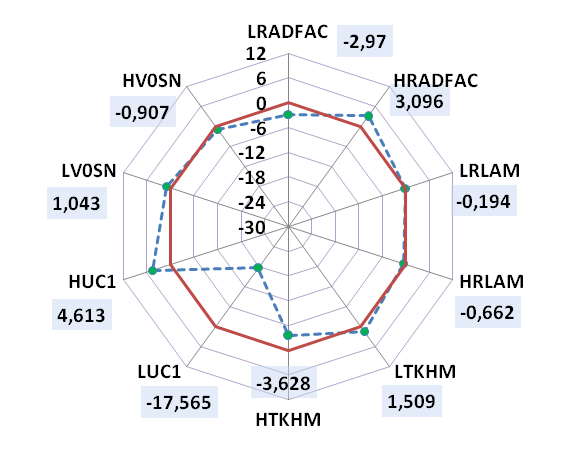 LRADFAC
-2,97
12
6
0
-6
-12
-18
-24
-30
HRADFAC
3,096
LRLAM
-0,194
HRLAM
-0,662
LTKHM
1,509
HTKHM
-3,628
LUC1
-17,565
HUC1
4,613
LV0SN
1,043
HV0SN
-0,907